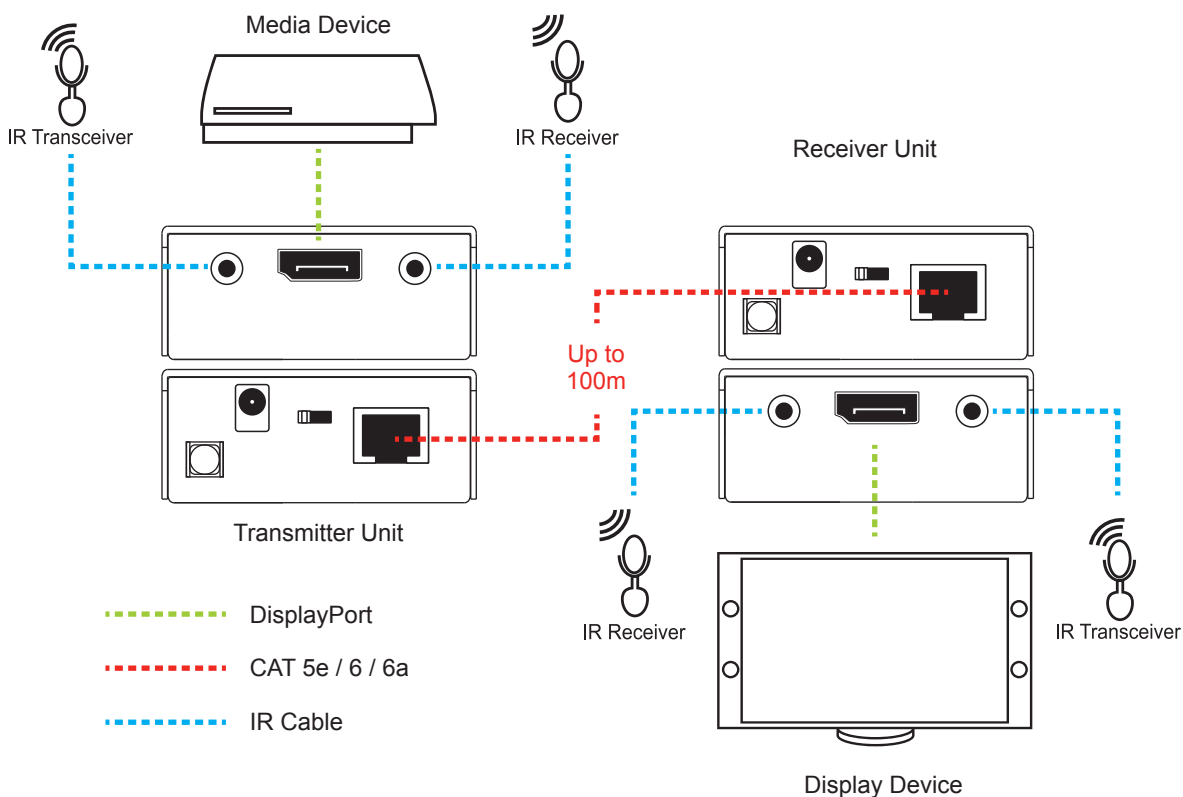 Media Device
IR Transceiver
IR Receiver
Receiver Unit
Up to
100m
Transmitter Unit
IR Receiver
IR Transceiver
DisplayPort
CAT 5e / 6 / 6a
IR Cable
Display Device